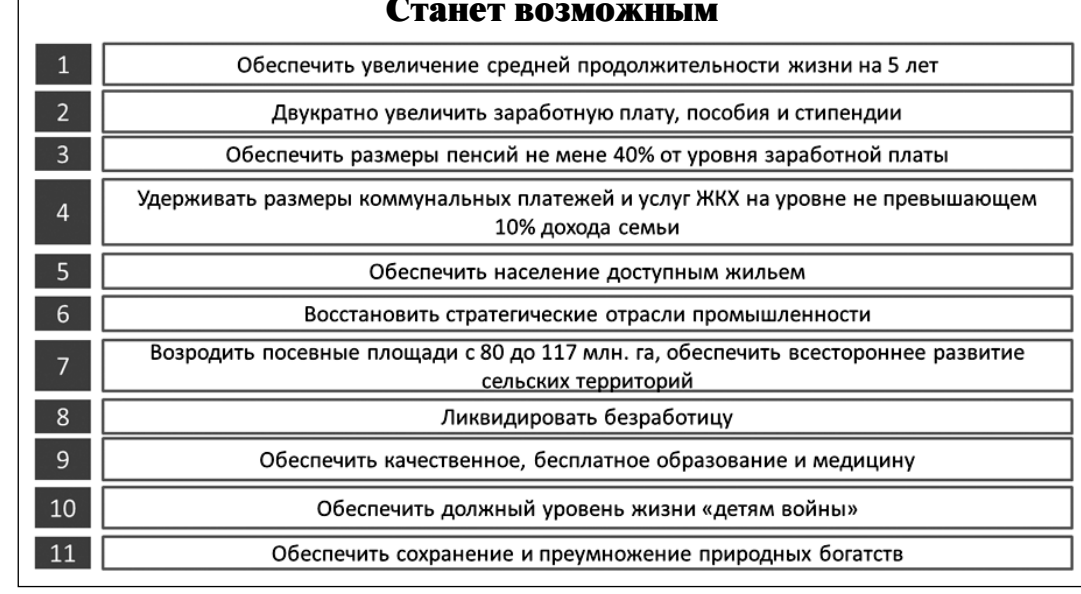 Станет возможным
1 Обеспечить увеличение средней продолжительности жизни на 5 лет
2 Двукратно увеличить заработную плату, пособия и стипендии
3 Обеспечить размеры пенсий не мене 40% от уровня заработной платы
4 Удерживать размеры коммунальных платежей и услуг ЖКХ на уровне не превышающем
10% дохода семьи
5 Обеспечить население доступным жильем
6 Восстановить стратегические отрасли промышленности
7 Возродить посевные площади с 80 до 117 млн. га, обеспечить всестороннее развитие
сельских территорий
8 Ликвидировать безработицу
9 Обеспечить качественное, бесплатное образование и медицину
10 Обеспечить должный уровень жизни «детям войны»
11 Обеспечить сохранение и преумножение природных богатств